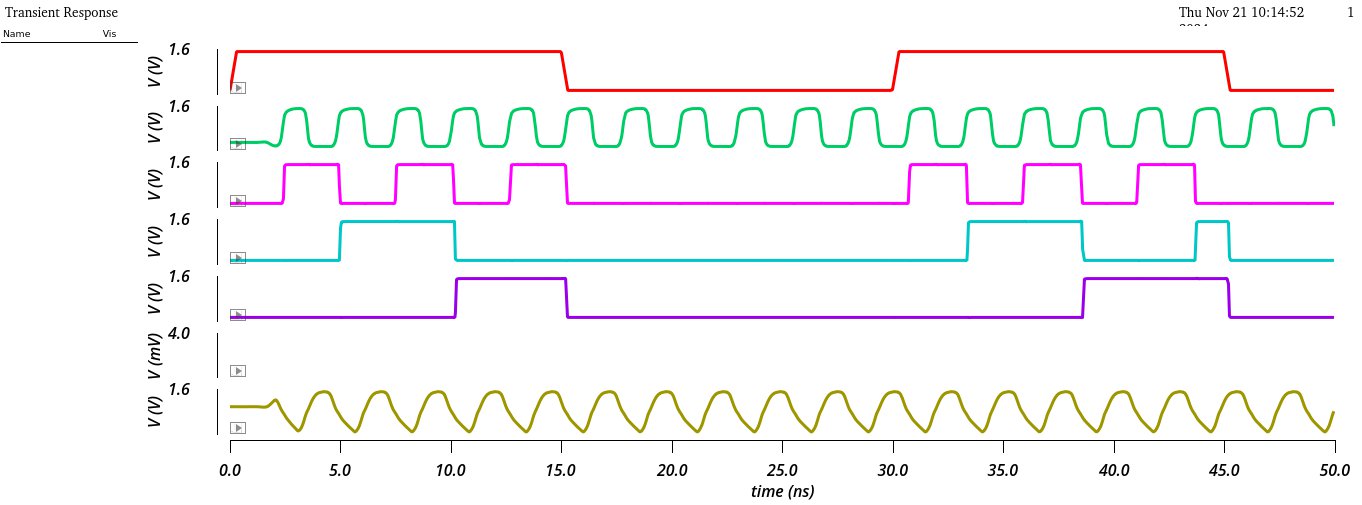 Transient Response
Thu Nov 21 10:14:52 1
Name Vis
1.6
V (V)
1.6
V (V)
1.6
V (V)
1.6
V (V)
1.6
V (V)
4.0
V (mV)
1.6
V (V)
0.0 5.0 10.0 15.0 20.0 25.0 30.0 35.0 40.0 45.0 50.0
time (ns)